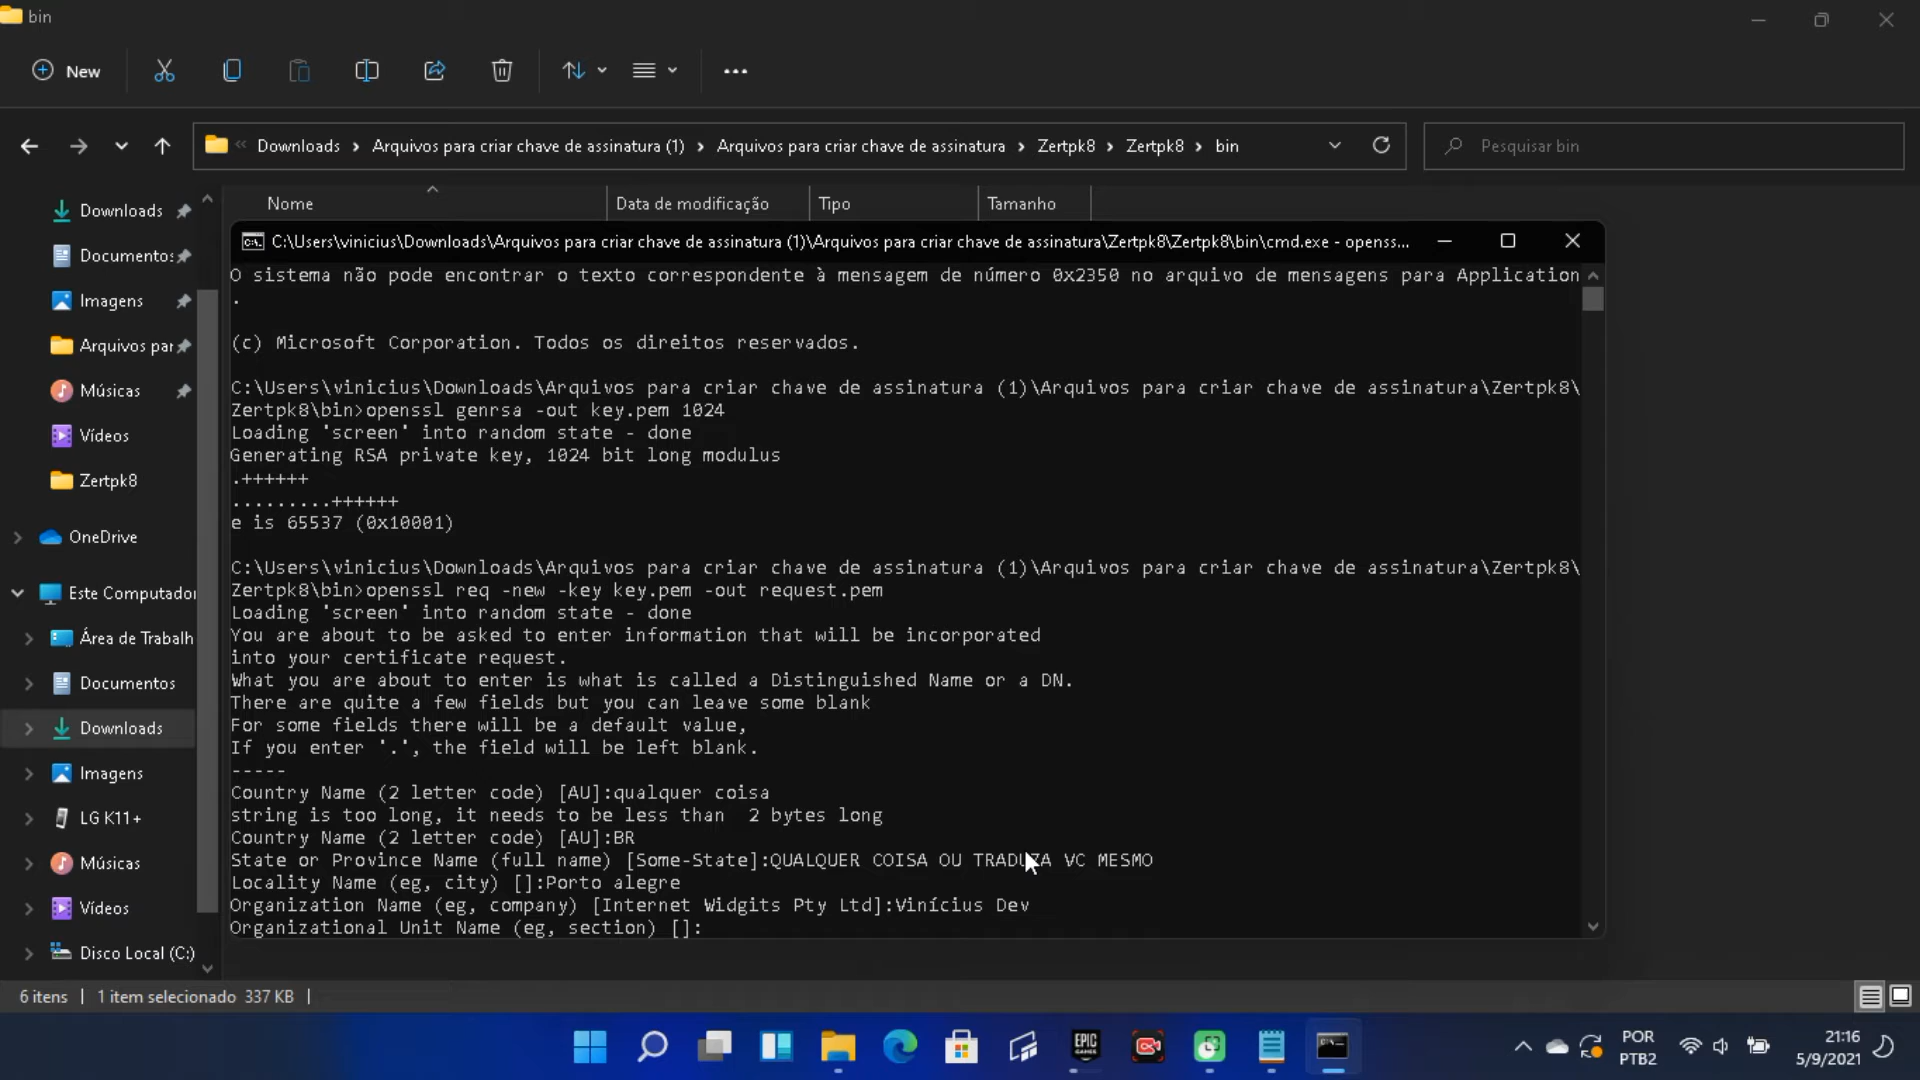 bin
New
Downloads > Arquivos para criar chave de assinatura (1) > Arquivos para criar chave de assinatura > Zertpk8 > Zertpk8 > bin
Pesquisar bin
Nome
Data de modificação
Tipo
Tamanho
Downloads
Documentos
Imagens
Arquivos par
Músicas
Vídeos
Zertpk8
OneDrive
Este Computador
Área de Trabalh
Documentos
Downloads
Imagens
LG K11+
Músicas
Vídeos
Disco Local (C:)
C:\Users\vinicius\Downloads\Arquivos para criar chave de assinatura (1)\Arquivos para criar chave de assinatura\Zertpk8\Zertpk8\bin\cmd.exe - openss...
O sistema não pode encontrar o texto correspondente à mensagem de número 0x2350 no arquivo de mensagens para Application
.
(c) Microsoft Corporation. Todos os direitos reservados.
C:\Users\vinicius\Downloads\Arquivos para criar chave de assinatura (1)\Arquivos para criar chave de assinatura\Zertpk8\
Zertpk8\bin>openssl genrsa -out key.pem 1024
Loading 'screen' into random state - done
Generating RSA private key, 1024 bit long modulus
.++++++
.........++++++
e is 65537 (0x10001)
C:\Users\vinicius\Downloads\Arquivos para criar chave de assinatura (1)\Arquivos para criar chave de assinatura\Zertpk8\
Zertpk8\bin>openssl req -new -key key.pem -out request.pem
Loading 'screen' into random state - done
You are about to be asked to enter information that will be incorporated
into your certificate request.
What you are about to enter is what is called a Distinguished Name or a DN.
There are quite a few fields but you can leave some blank
For some fields there will be a default value,
If you enter '.', the field will be left blank.
-----
Country Name (2 letter code) [AU]:qualquer coisa
string is too long, it needs to be less than  2 bytes long
Country Name (2 letter code) [AU]:BR
State or Province Name (full name) [Some-State]:QUALQUER COISA OU TRADUZA VC MESMO
Locality Name (eg, city) []:Porto alegre
Organization Name (eg, company) [Internet Widgits Pty Ltd]:Vinícius Dev
Organizational Unit Name (eg, section) []:
6 itens | 1 item selecionado 337 KB |
EPIC GAMES
POR
PTB2
21:16
5/9/2021